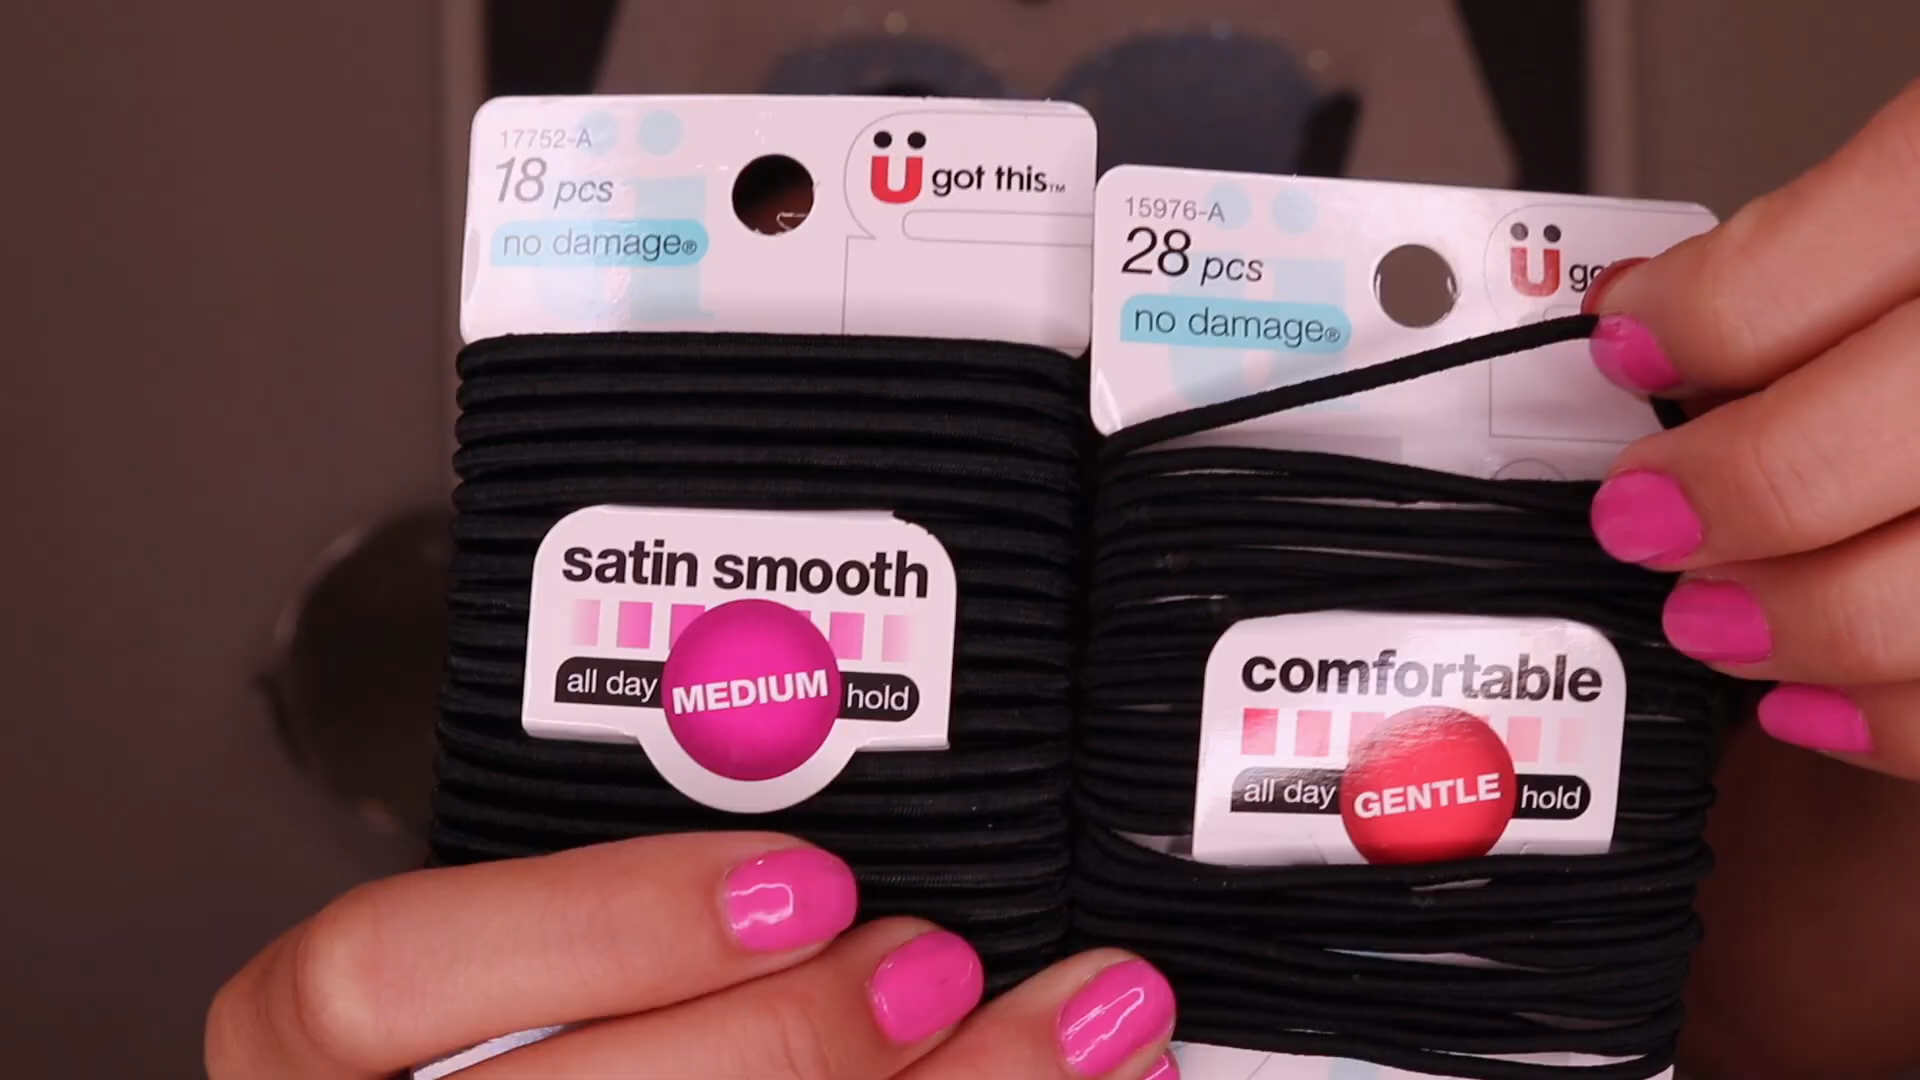 17752-A
18 pcs
no damage®
Ü got this™
satin smooth
all day MEDIUM hold
15976-A
28 pcs
no damage®
Ü
comfortable
all day GENTLE hold